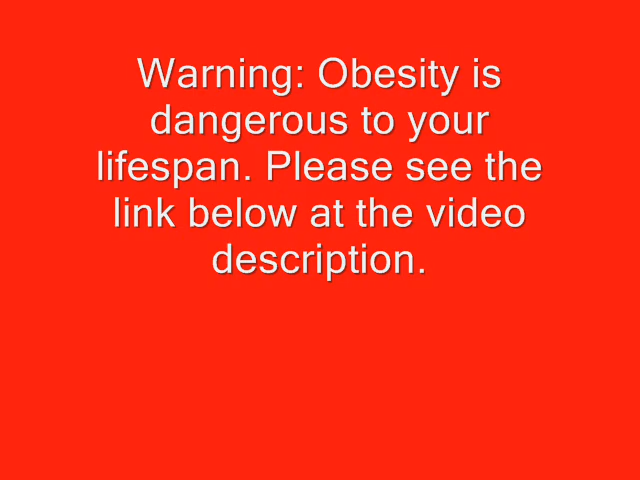 Warning: Obesity is
dangerous to your
lifespan. Please see the
link below at the video
description.